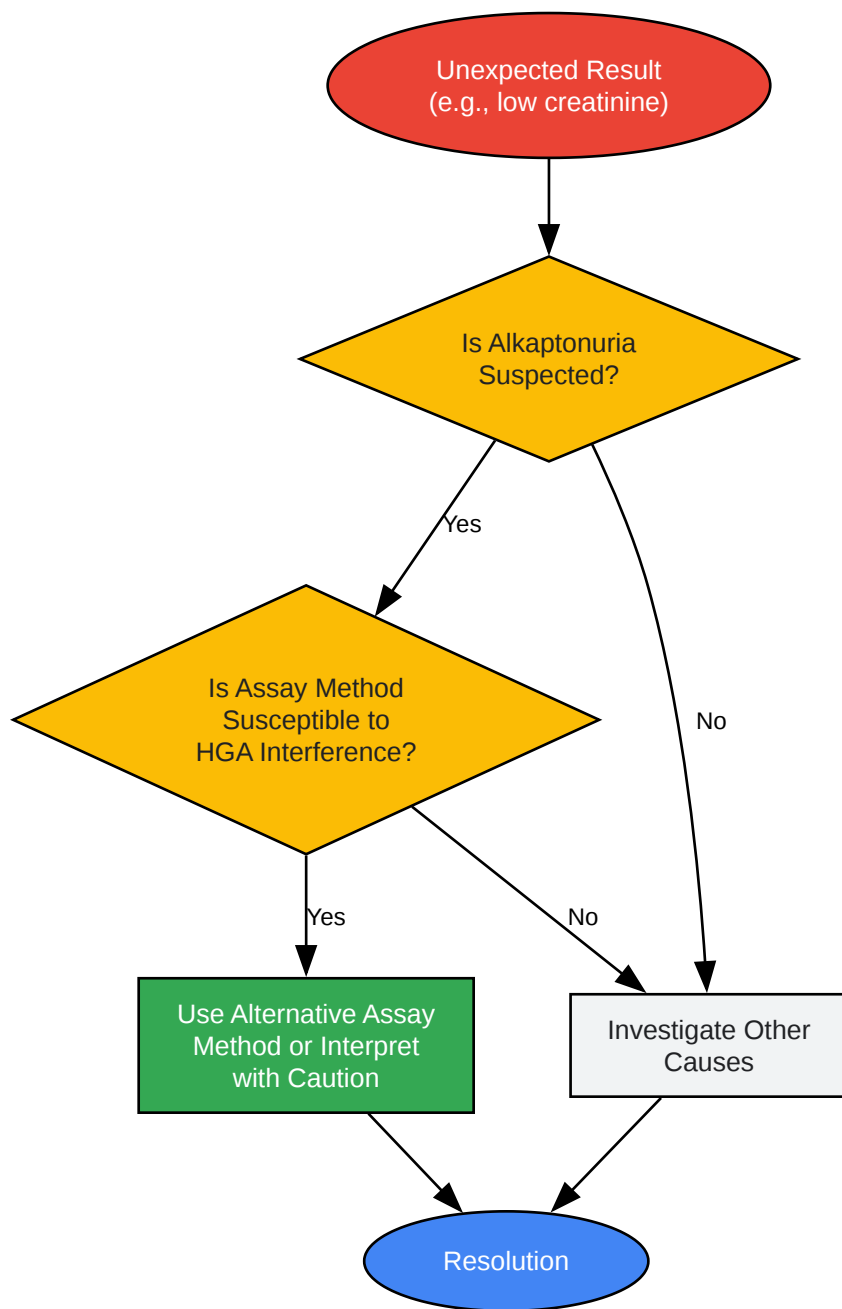 Unexpected Result
(e.g., low creatinine)
Is Alkaptonuria
Suspected?
Yes
No
Is Assay Method
Susceptible to
HGA Interference?
Yes
No
Use Alternative Assay
Method or Interpret
with Caution
Investigate Other
Causes
Resolution